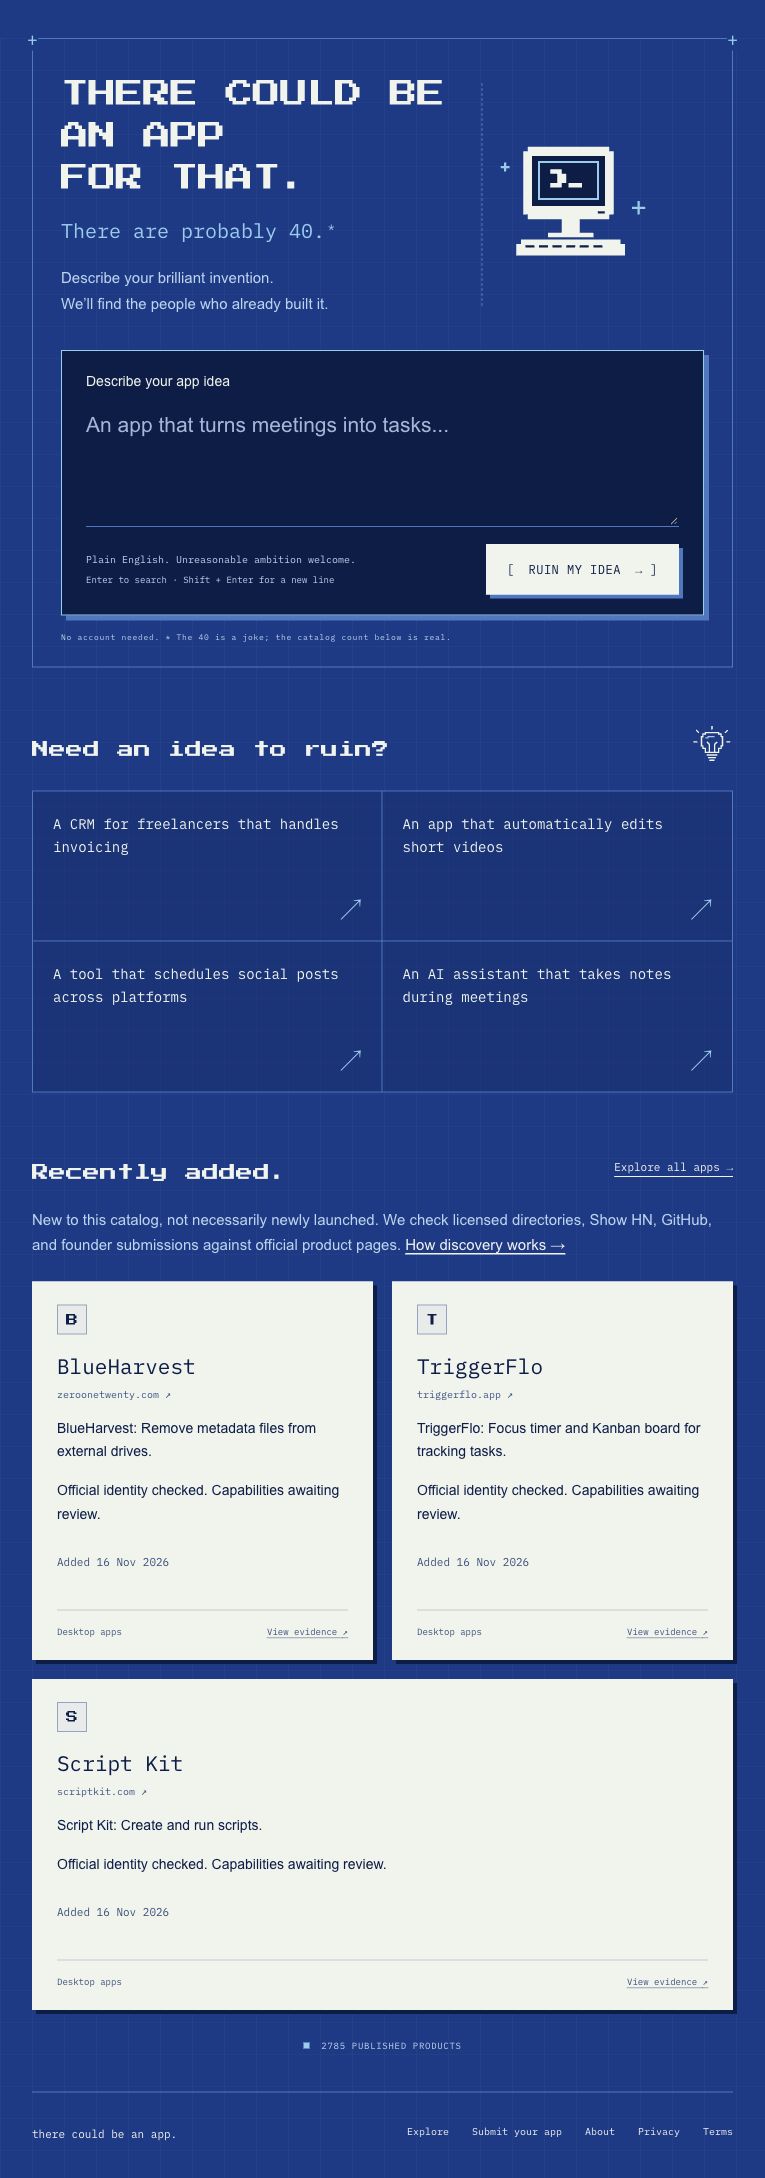 THERE COULD BE
AN APP
FOR THAT.
There are probably 40.*
Describe your brilliant invention.
We’ll find the people who already built it.
Describe your app idea
An app that turns meetings into tasks...
Plain English. Unreasonable ambition welcome.
Enter to search · Shift + Enter for a new line
[ RUIN MY IDEA → ]
No account needed. * The 40 is a joke; the catalog count below is real.
Need an idea to ruin?
A CRM for freelancers that handles
invoicing
An app that automatically edits
short videos
A tool that schedules social posts
across platforms
An AI assistant that takes notes
during meetings
Recently added.
Explore all apps →
New to this catalog, not necessarily newly launched. We check licensed directories, Show HN, GitHub,
and founder submissions against official product pages. How discovery works →
B
BlueHarvest
zeroonetwenty.com ↗
BlueHarvest: Remove metadata files from
external drives.
Official identity checked. Capabilities awaiting
review.
Added 16 Nov 2026
Desktop apps
View evidence ↗
T
TriggerFlo
triggerflo.app ↗
TriggerFlo: Focus timer and Kanban board for
tracking tasks.
Official identity checked. Capabilities awaiting
review.
Added 16 Nov 2026
Desktop apps
View evidence ↗
S
Script Kit
scriptkit.com ↗
Script Kit: Create and run scripts.
Official identity checked. Capabilities awaiting review.
Added 16 Nov 2026
Desktop apps
View evidence ↗
2785 PUBLISHED PRODUCTS
there could be an app.
Explore Submit your app About Privacy Terms